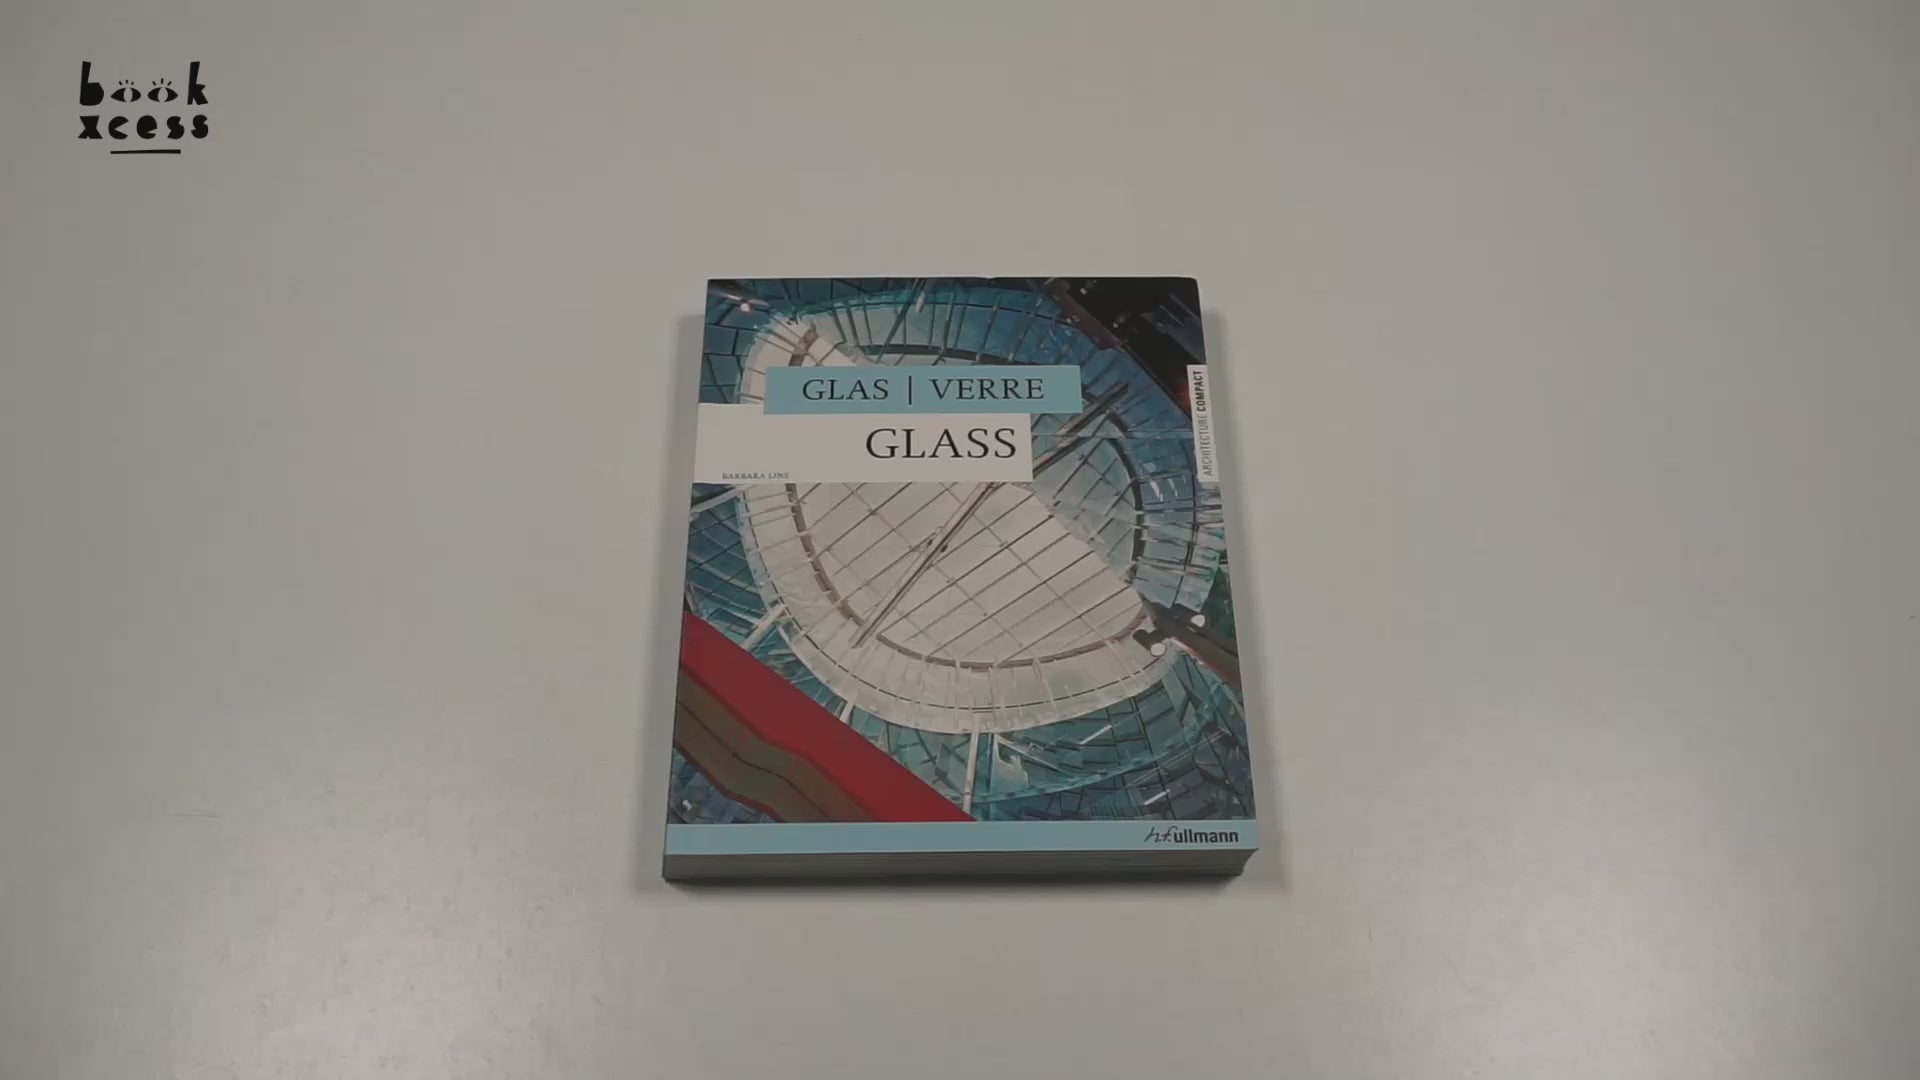 book
xcess
GLAS | VERRE
GLASS
BARBARA LINZ
ARCHITECTURE COMPACT
h.f.ullmann